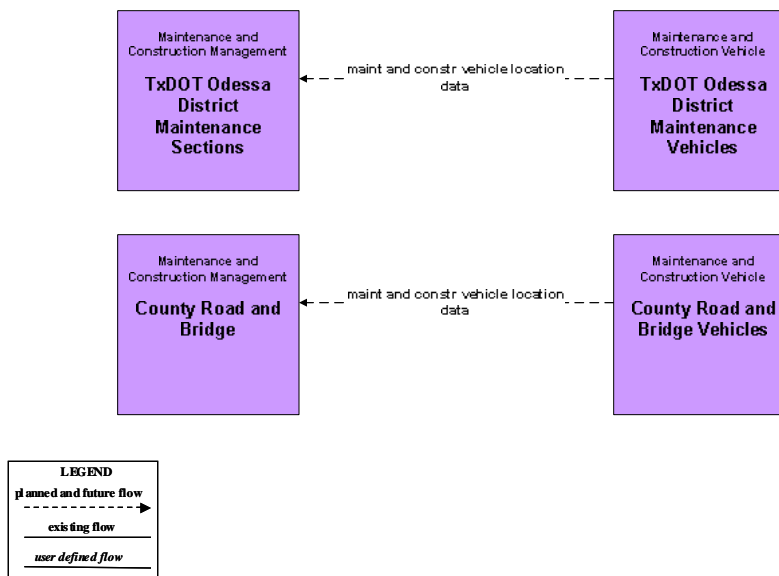 Maintenance and
Construction Management
TxDOT Odessa
District
Maintenance
Sections
maint and constr vehicle location
data
Maintenance and
Construction Vehicle
TxDOT Odessa
District
Maintenance
Vehicles
Maintenance and
Construction Management
County Road and
Bridge
maint and constr vehicle location
data
Maintenance and
Construction Vehicle
County Road and
Bridge Vehicles
LEGEND
planned and future flow
existing flow
user defined flow